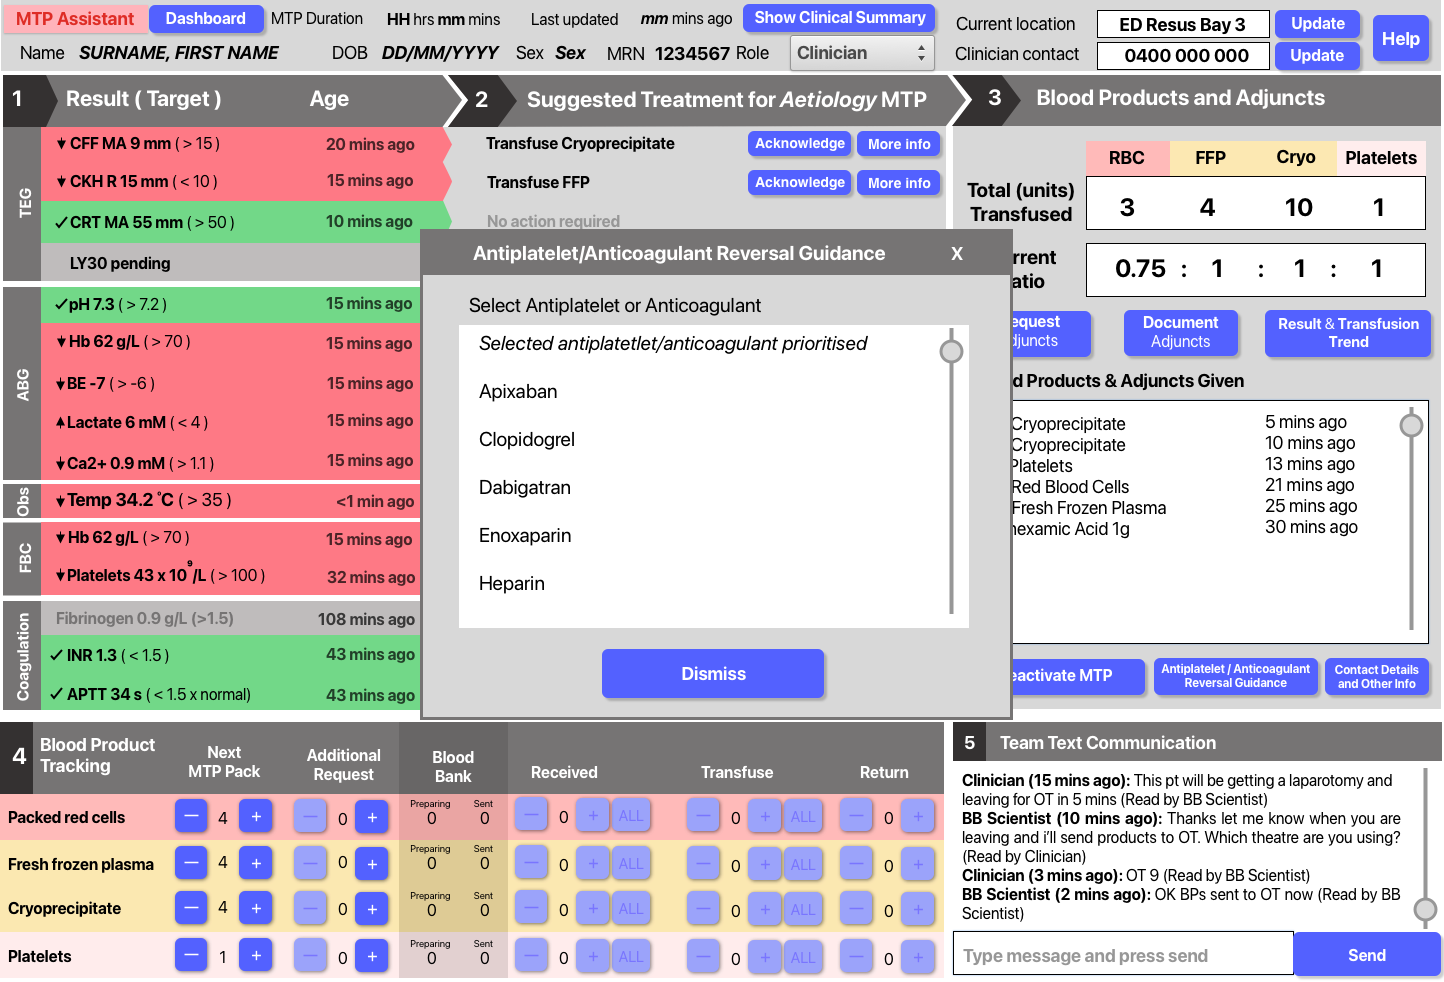 MTP Assistant Dashboard MTP Duration HH hrs mm mins Last updated mm mins ago Show Clinical Summary
Name SURNAME, FIRST NAME DOB DD/MM/YYYY Sex Sex MRN 1234567 Role Clinician
Current location ED Resus Bay 3 Update
Clinician contact 0400 000 000 Update
Help
1 Result ( Target ) Age
TEG
CFF MA 9 mm ( > 15 ) 20 mins ago
CKH R 15 mm ( < 10 ) 15 mins ago
CRT MA 55 mm ( > 50 ) 10 mins ago
LY30 pending
ABG
pH 7.3 ( > 7.2 ) 15 mins ago
Hb 62 g/L ( > 70 ) 15 mins ago
BE -7 ( > -6 ) 15 mins ago
Lactate 6 mM ( < 4 ) 15 mins ago
Ca2+ 0.9 mM ( > 1.1 ) 15 mins ago
Obs
Temp 34.2 °C ( > 35 ) <1 min ago
FBC
Hb 62 g/L ( > 70 ) 15 mins ago
Platelets 43 x 10⁹/L ( > 100 ) 32 mins ago
Coagulation
Fibrinogen 0.9 g/L (>1.5) 108 mins ago
INR 1.3 ( < 1.5 ) 43 mins ago
APTT 34 s ( < 1.5 x normal) 43 mins ago
2 Suggested Treatment for Aetiology MTP
Transfuse Cryoprecipitate Acknowledge More info
Transfuse FFP Acknowledge More info
No action required
Antiplatelet/Anticoagulant Reversal Guidance X
Select Antiplatelet or Anticoagulant
Selected antiplatetlet/anticoagulant prioritised
Apixaban
Clopidogrel
Dabigatran
Enoxaparin
Heparin
Dismiss
3 Blood Products and Adjuncts
RBC FFP Cryo Platelets
Total (units)
Transfused
3 4 10 1
rrent
atio
0.75 : 1 : 1 : 1
equest
djuncts
Document
Adjuncts
Result & Transfusion
Trend
d Products & Adjuncts Given
Cryoprecipitate 5 mins ago
Cryoprecipitate 10 mins ago
Platelets 13 mins ago
Red Blood Cells 21 mins ago
Fresh Frozen Plasma 25 mins ago
nexamic Acid 1g 30 mins ago
eactivate MTP
Antiplatelet / Anticoagulant
Reversal Guidance
Contact Details
and Other Info
4 Blood Product
Tracking
Next
MTP Pack
Additional
Request
Blood
Bank
Received Transfuse Return
Preparing Sent
Packed red cells — 4 + — 0 + 0 0 — 0 + ALL — 0 + ALL — 0 +
Preparing Sent
Fresh frozen plasma — 4 + — 0 + 0 0 — 0 + ALL — 0 + ALL — 0 +
Preparing Sent
Cryoprecipitate — 4 + — 0 + 0 0 — 0 + ALL — 0 + ALL — 0 +
Preparing Sent
Platelets — 1 + — 0 + 0 0 — 0 + ALL — 0 + ALL — 0 +
5 Team Text Communication
Clinician (15 mins ago): This pt will be getting a laparotomy and
leaving for OT in 5 mins (Read by BB Scientist)
BB Scientist (10 mins ago): Thanks let me know when you are
leaving and i'll send products to OT. Which theatre are you using?
(Read by Clinician)
Clinician (3 mins ago): OT 9 (Read by BB Scientist)
BB Scientist (2 mins ago): OK BPs sent to OT now (Read by BB
Scientist)
Type message and press send Send